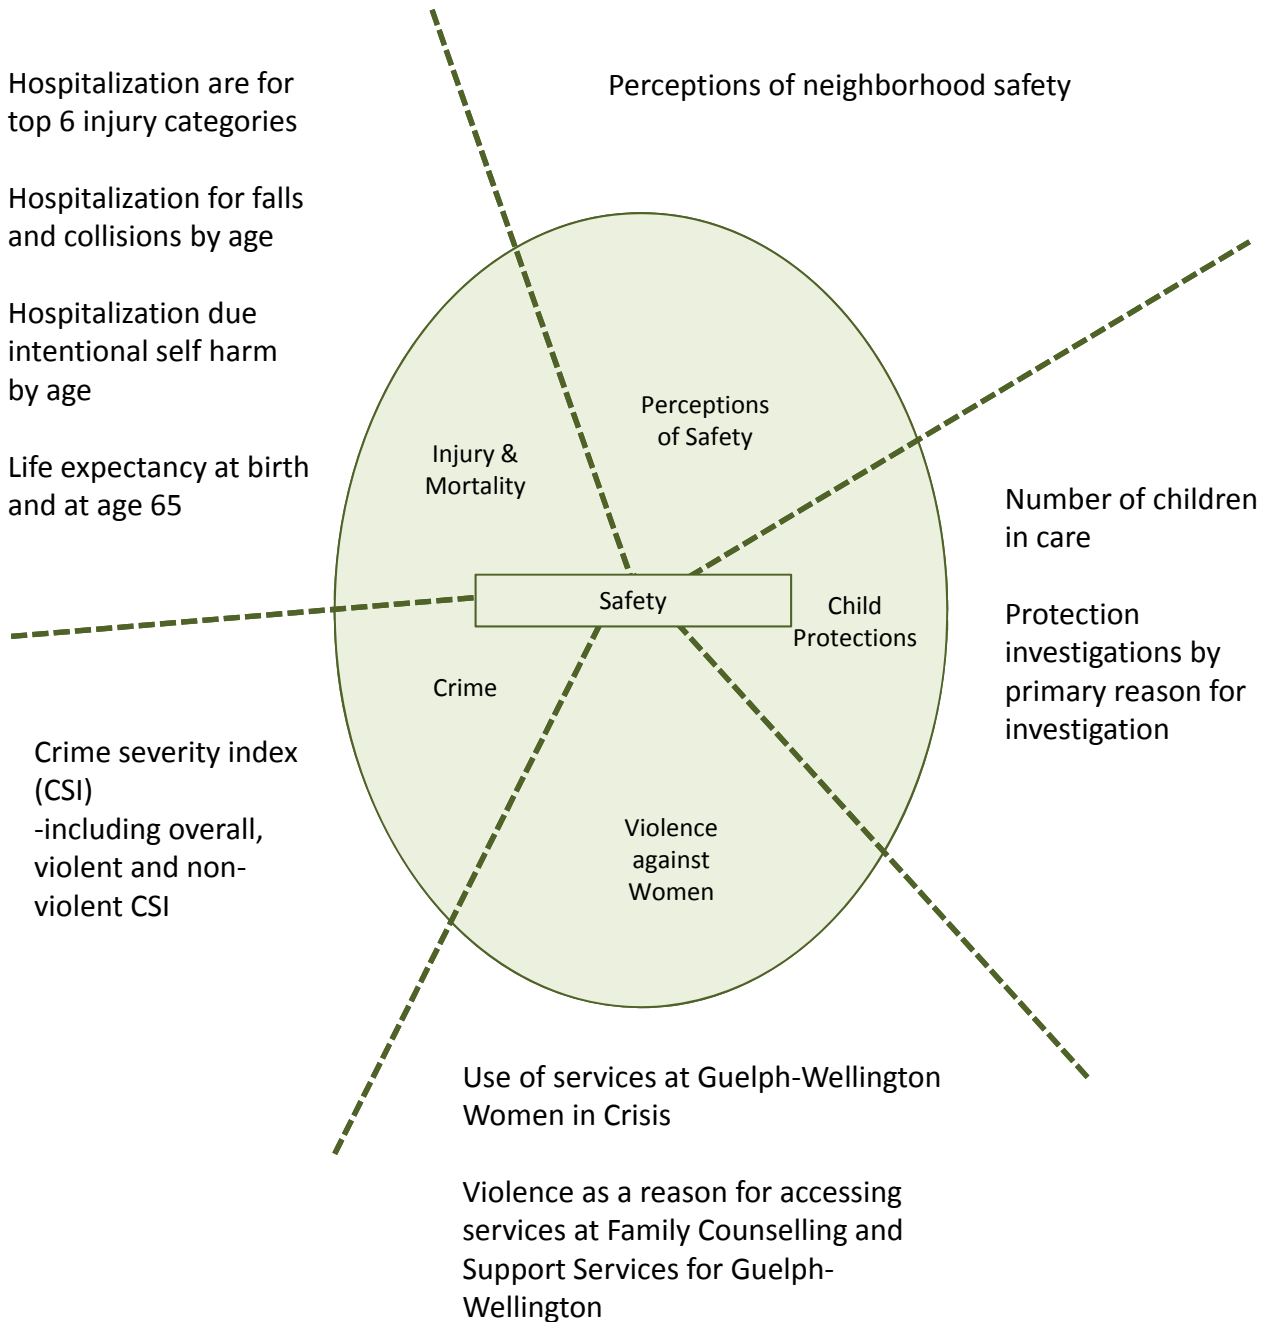 Hospitalization are for
top 6 injury categories
Hospitalization for falls
and collisions by age
Hospitalization due
intentional self harm
by age
Life expectancy at birth
and at age 65
Perceptions of neighborhood safety
Perceptions
of Safety
Injury &
Mortality
Safety
Child
Protections
Crime
Violence
against
Women
Number of children
in care
Protection
investigations by
primary reason for
investigation
Crime severity index
(CSI)
-including overall,
violent and non-
violent CSI
Use of services at Guelph-Wellington
Women in Crisis
Violence as a reason for accessing
services at Family Counselling and
Support Services for Guelph-
Wellington